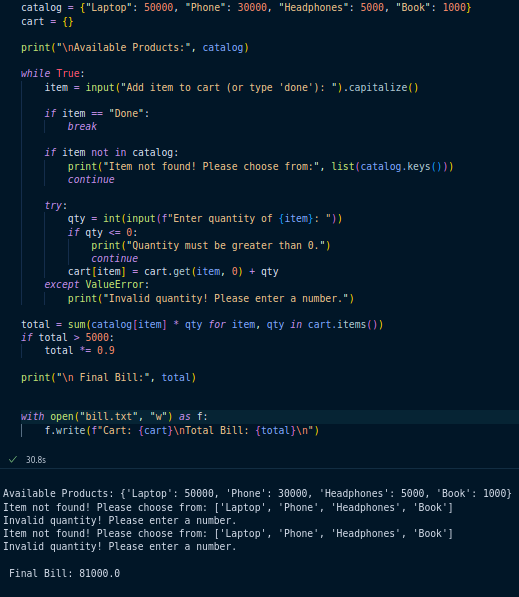 catalog = {"Laptop": 50000, "Phone": 30000, "Headphones": 5000, "Book": 1000}
cart = {}

print("\nAvailable Products:", catalog)

while True:
    item = input("Add item to cart (or type 'done'): ").capitalize()

    if item == "Done":
        break

    if item not in catalog:
        print("Item not found! Please choose from:", list(catalog.keys()))
        continue

    try:
        qty = int(input(f"Enter quantity of {item}: "))
        if qty <= 0:
            print("Quantity must be greater than 0.")
            continue
        cart[item] = cart.get(item, 0) + qty
    except ValueError:
        print("Invalid quantity! Please enter a number.")

total = sum(catalog[item] * qty for item, qty in cart.items())
if total > 5000:
    total *= 0.9

print("\n Final Bill:", total)


with open("bill.txt", "w") as f:
    f.write(f"Cart: {cart}\nTotal Bill: {total}\n")

30.8s

Available Products: {'Laptop': 50000, 'Phone': 30000, 'Headphones': 5000, 'Book': 1000}
Item not found! Please choose from: ['Laptop', 'Phone', 'Headphones', 'Book']
Invalid quantity! Please enter a number.
Item not found! Please choose from: ['Laptop', 'Phone', 'Headphones', 'Book']
Invalid quantity! Please enter a number.

 Final Bill: 81000.0